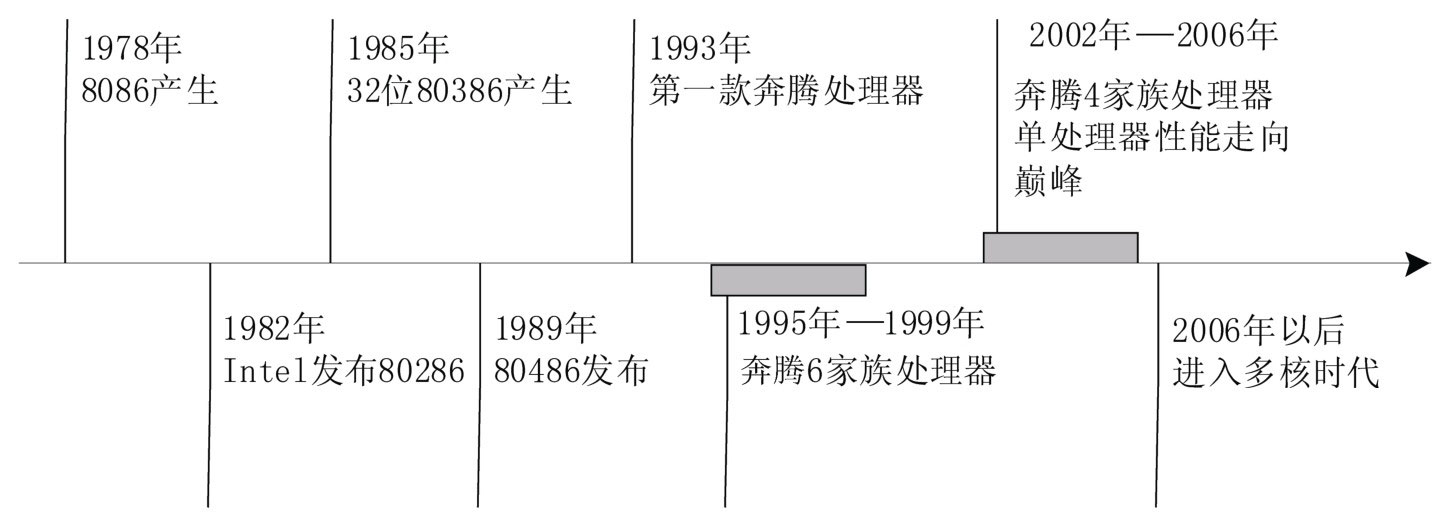 1978年
8086产生
1985年
32位80386产生
1993年
第一款奔腾处理器
2002年—2006年
奔腾4家族处理器
单处理器性能走向
巅峰
1982年
Intel发布80286
1989年
80486发布
1995年—1999年
奔腾6家族处理器
2006年以后
进入多核时代